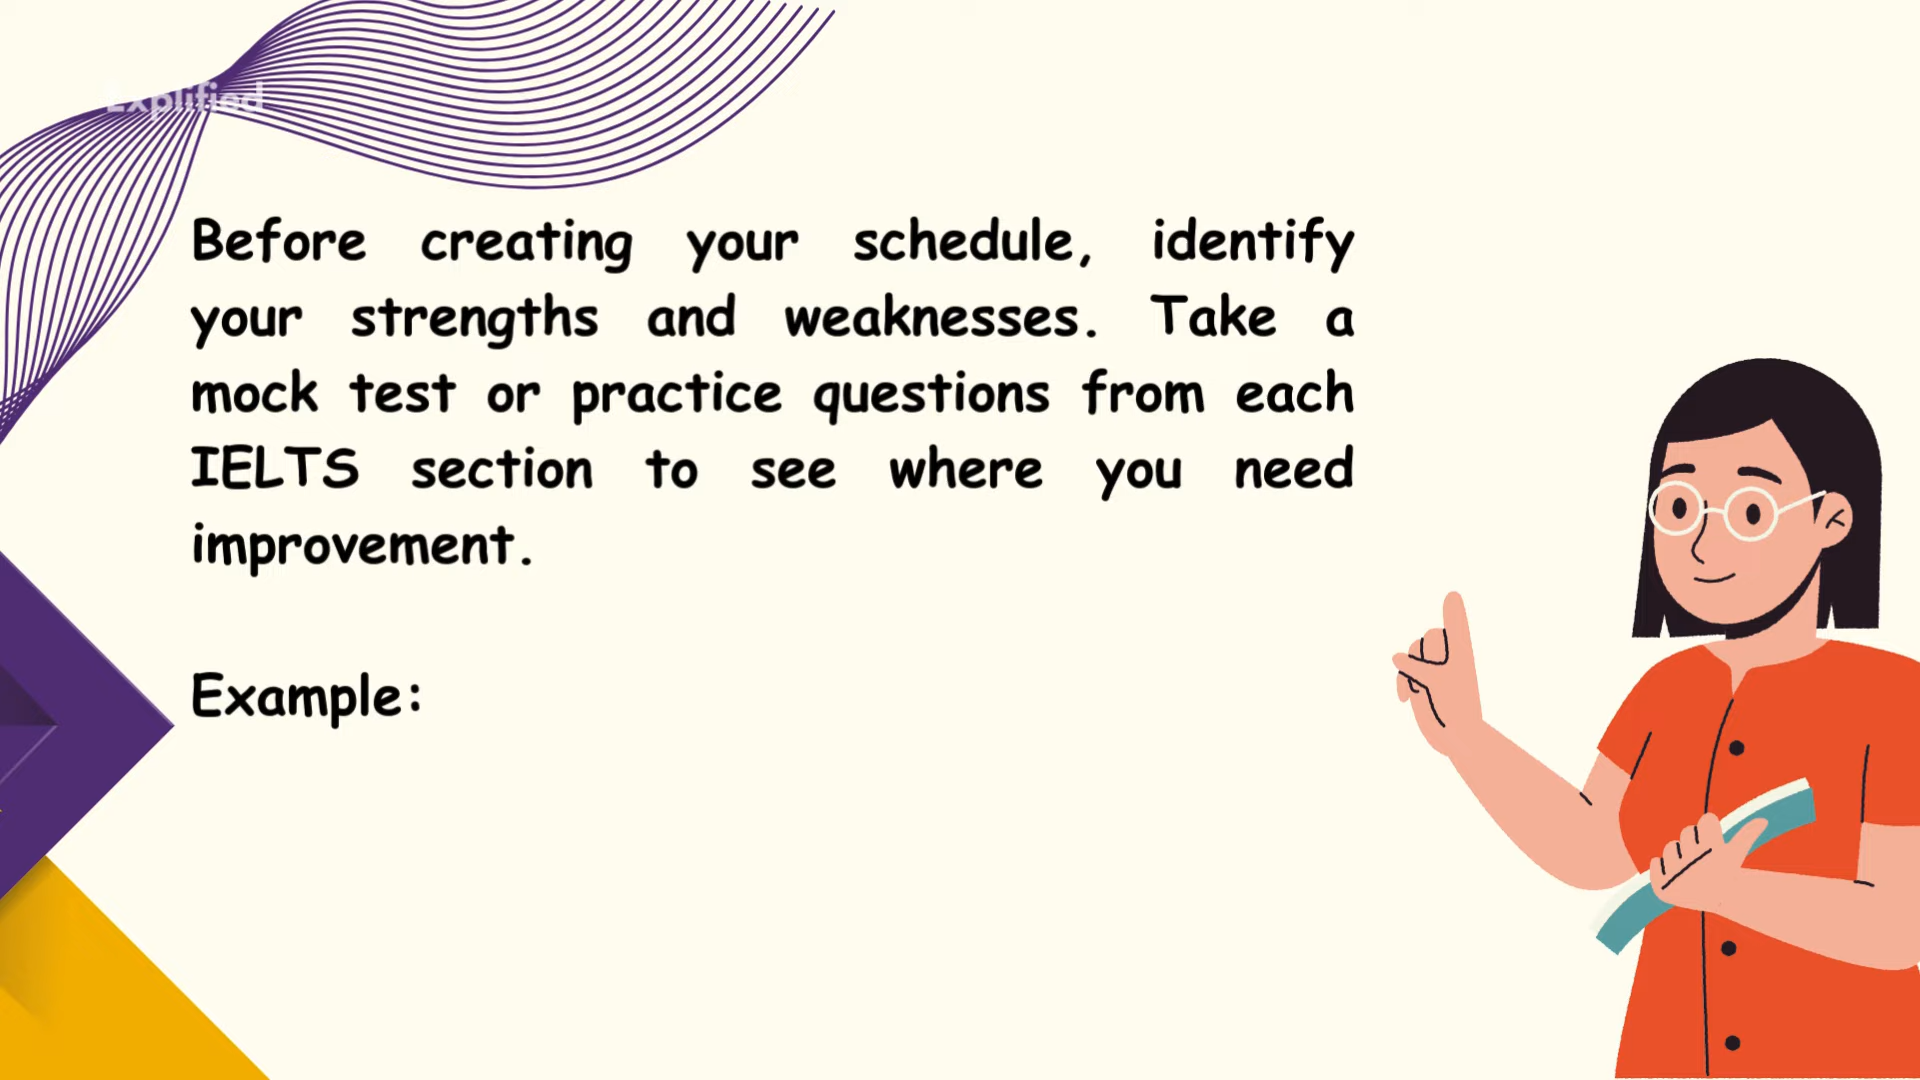 Explified
Before creating your schedule, identify
your strengths and weaknesses. Take a
mock test or practice questions from each
IELTS section to see where you need
improvement.
Example: